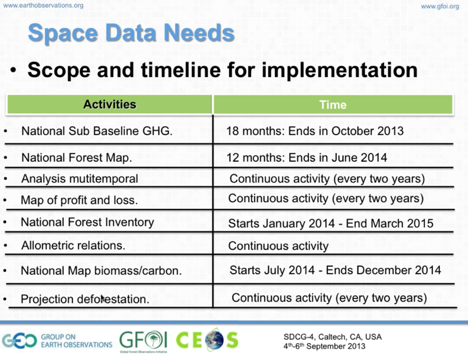 www.earthobservations.org
www.gfoi.org
Space Data Needs
• Scope and timeline for implementation
Activities Time
• National Sub Baseline GHG. 18 months: Ends in October 2013
• National Forest Map. 12 months: Ends in June 2014
• Analysis mutitemporal Continuous activity (every two years)
• Map of profit and loss. Continuous activity (every two years)
• National Forest Inventory Starts January 2014 - End March 2015
• Allometric relations. Continuous activity
• National Map biomass/carbon. Starts July 2014 - Ends December 2014
• Projection deforestation. Continuous activity (every two years)
GEO GROUP ON
EARTH OBSERVATIONS
GFOI
Global Forest Observations Initiative
CEOS
SDCG-4, Caltech, CA, USA
4th-6th September 2013